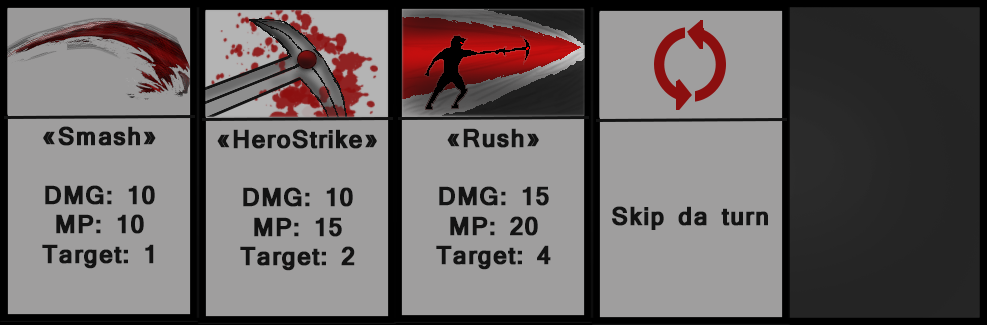 «Smash»
DMG: 10
MP: 10
Target: 1
«HeroStrike»
DMG: 10
MP: 15
Target: 2
«Rush»
DMG: 15
MP: 20
Target: 4
Skip da turn